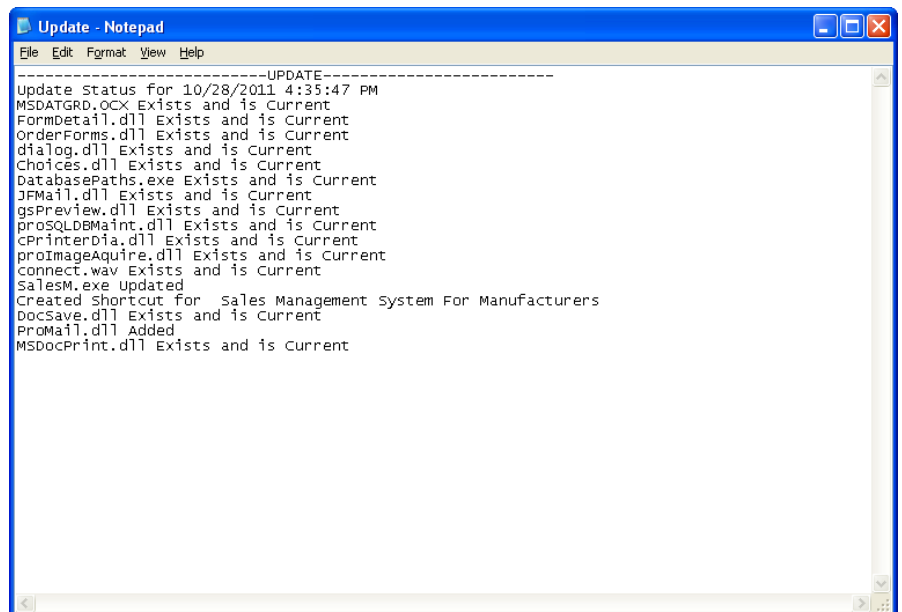 Update - Notepad
File Edit Format View Help
---------------------------UPDATE-------------------------
Update Status for 10/28/2011 4:35:47 PM
MSDATGRD.OCX Exists and is Current
FormDetail.dll Exists and is Current
OrderForms.dll Exists and is Current
dialog.dll Exists and is Current
Choices.dll Exists and is Current
DatabasePaths.exe Exists and is Current
JFMail.dll Exists and is Current
gsPreview.dll Exists and is Current
proSQLDBMaint.dll Exists and is Current
cPrinterDia.dll Exists and is Current
proImageAquire.dll Exists and is Current
connect.wav Exists and is Current
SalesM.exe Updated
Created Shortcut for  Sales Management System For Manufacturers
DocSave.dll Exists and is Current
ProMail.dll Added
MSDocPrint.dll Exists and is Current